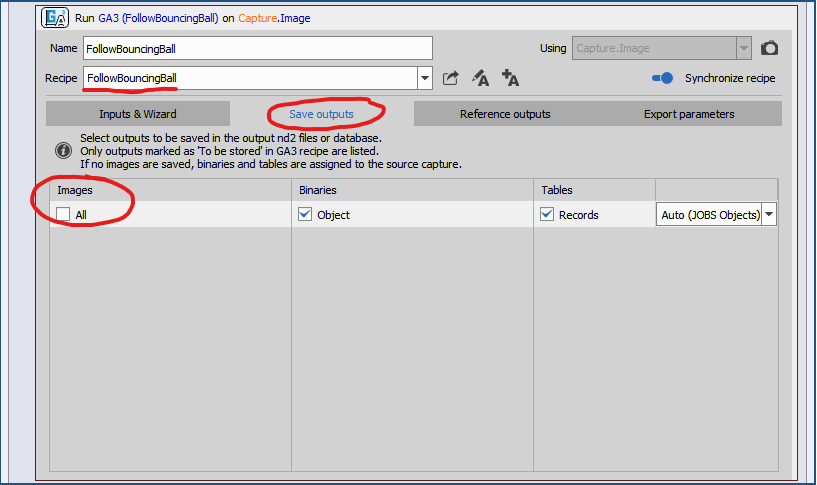 GA Run GA3 (FollowBouncingBall) on Capture.Image
Name FollowBouncingBall Using Capture.Image
Recipe FollowBouncingBall Synchronize recipe
Inputs & Wizard Save outputs Reference outputs Export parameters
Select outputs to be saved in the output nd2 files or database.
Only outputs marked as 'To be stored' in GA3 recipe are listed.
If no images are saved, binaries and tables are assigned to the source capture.
Images Binaries Tables
All Object Records Auto (JOBS Objects)